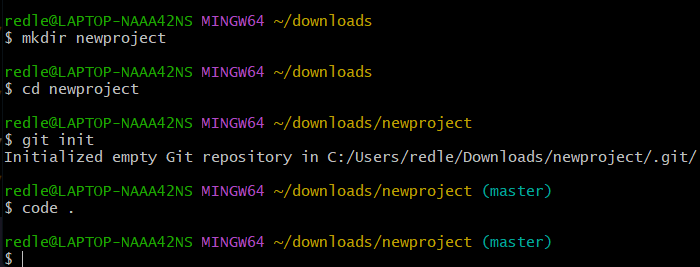 redle@LAPTOP-NAAA42NS MINGW64 ~/downloads
$ mkdir newproject
redle@LAPTOP-NAAA42NS MINGW64 ~/downloads
$ cd newproject
redle@LAPTOP-NAAA42NS MINGW64 ~/downloads/newproject
$ git init
Initialized empty Git repository in C:/Users/redle/Downloads/newproject/.git/
redle@LAPTOP-NAAA42NS MINGW64 ~/downloads/newproject (master)
$ code .
redle@LAPTOP-NAAA42NS MINGW64 ~/downloads/newproject (master)
$